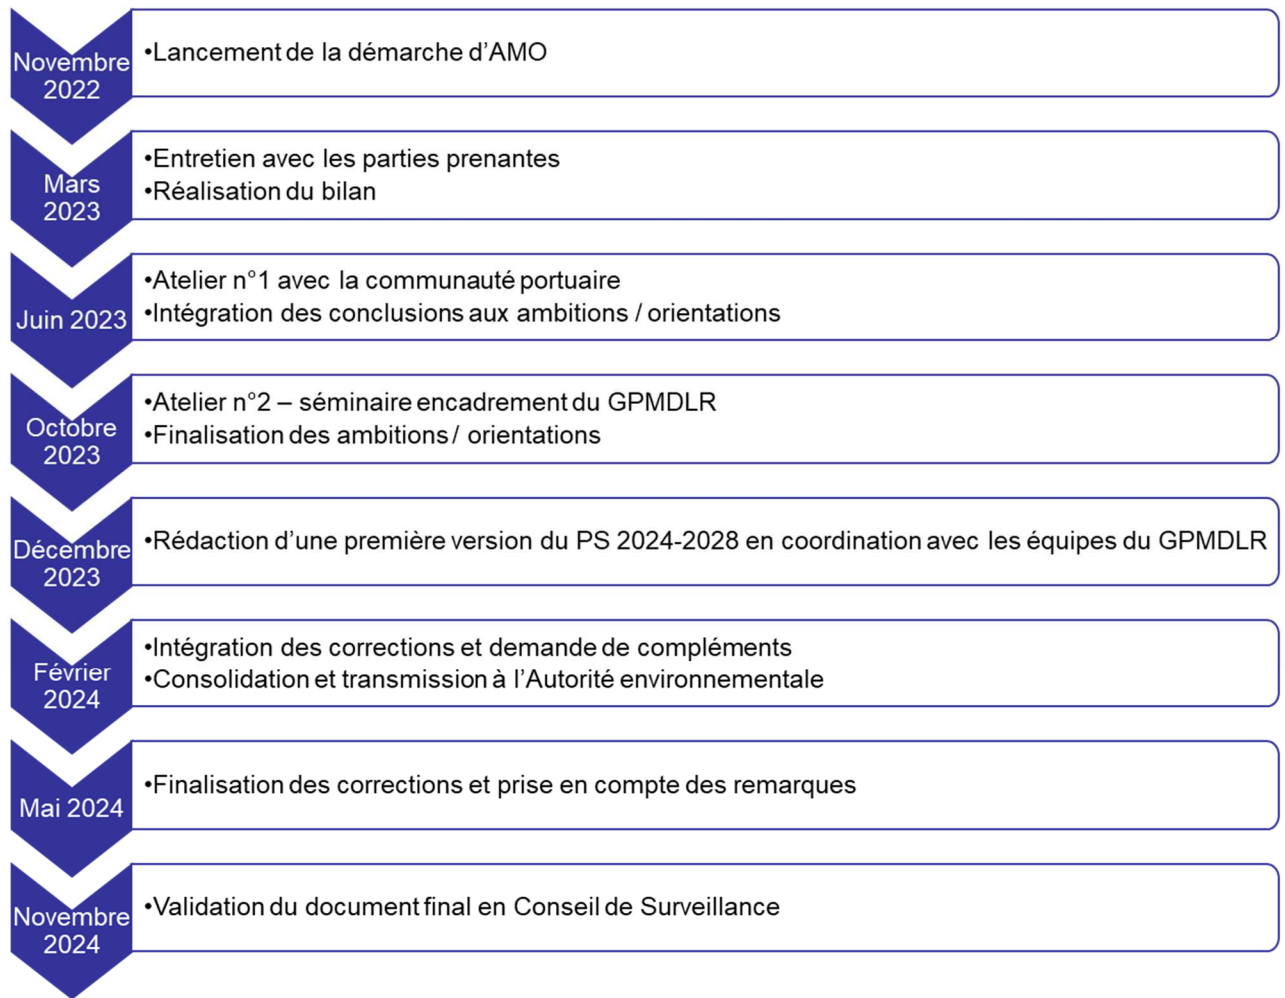 Novembre
2022
•Lancement de la démarche d’AMO
Mars
2023
•Entretien avec les parties prenantes
•Réalisation du bilan
Juin 2023
•Atelier n°1 avec la communauté portuaire
•Intégration des conclusions aux ambitions / orientations
Octobre
2023
•Atelier n°2 – séminaire encadrement du GPMDLR
•Finalisation des ambitions / orientations
Décembre
2023
•Rédaction d’une première version du PS 2024-2028 en coordination avec les équipes du GPMDLR
Février
2024
•Intégration des corrections et demande de compléments
•Consolidation et transmission à l’Autorité environnementale
Mai 2024
•Finalisation des corrections et prise en compte des remarques
Novembre
2024
•Validation du document final en Conseil de Surveillance